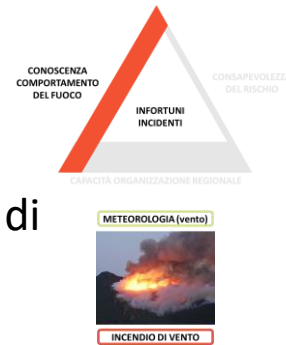 CONOSCENZA
COMPORTAMENTO
DEL FUOCO
CONSAPEVOLEZZ
DEL RISCHIO
INFORTUNI
INCIDENTI
CAPACITÀ ORGANIZZAZIONE REGIONALE
di
METEOROLOGIA (vento)
INCENDIO DI VENTO